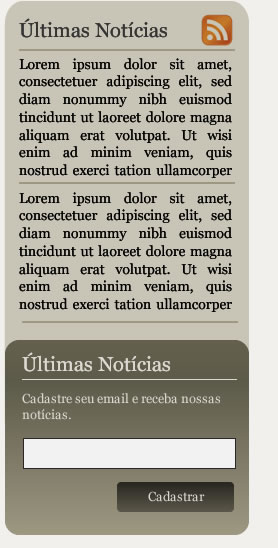 Últimas Notícias
Lorem ipsum dolor sit amet,
consectetuer adipiscing elit, sed
diam nonummy nibh euismod
tincidunt ut laoreet dolore magna
aliquam erat volutpat. Ut wisi
enim ad minim veniam, quis
nostrud exerci tation ullamcorper
Lorem ipsum dolor sit amet,
consectetuer adipiscing elit, sed
diam nonummy nibh euismod
tincidunt ut laoreet dolore magna
aliquam erat volutpat. Ut wisi
enim ad minim veniam, quis
nostrud exerci tation ullamcorper
Últimas Notícias
Cadastre seu email e receba nossas
notícias.
Cadastrar